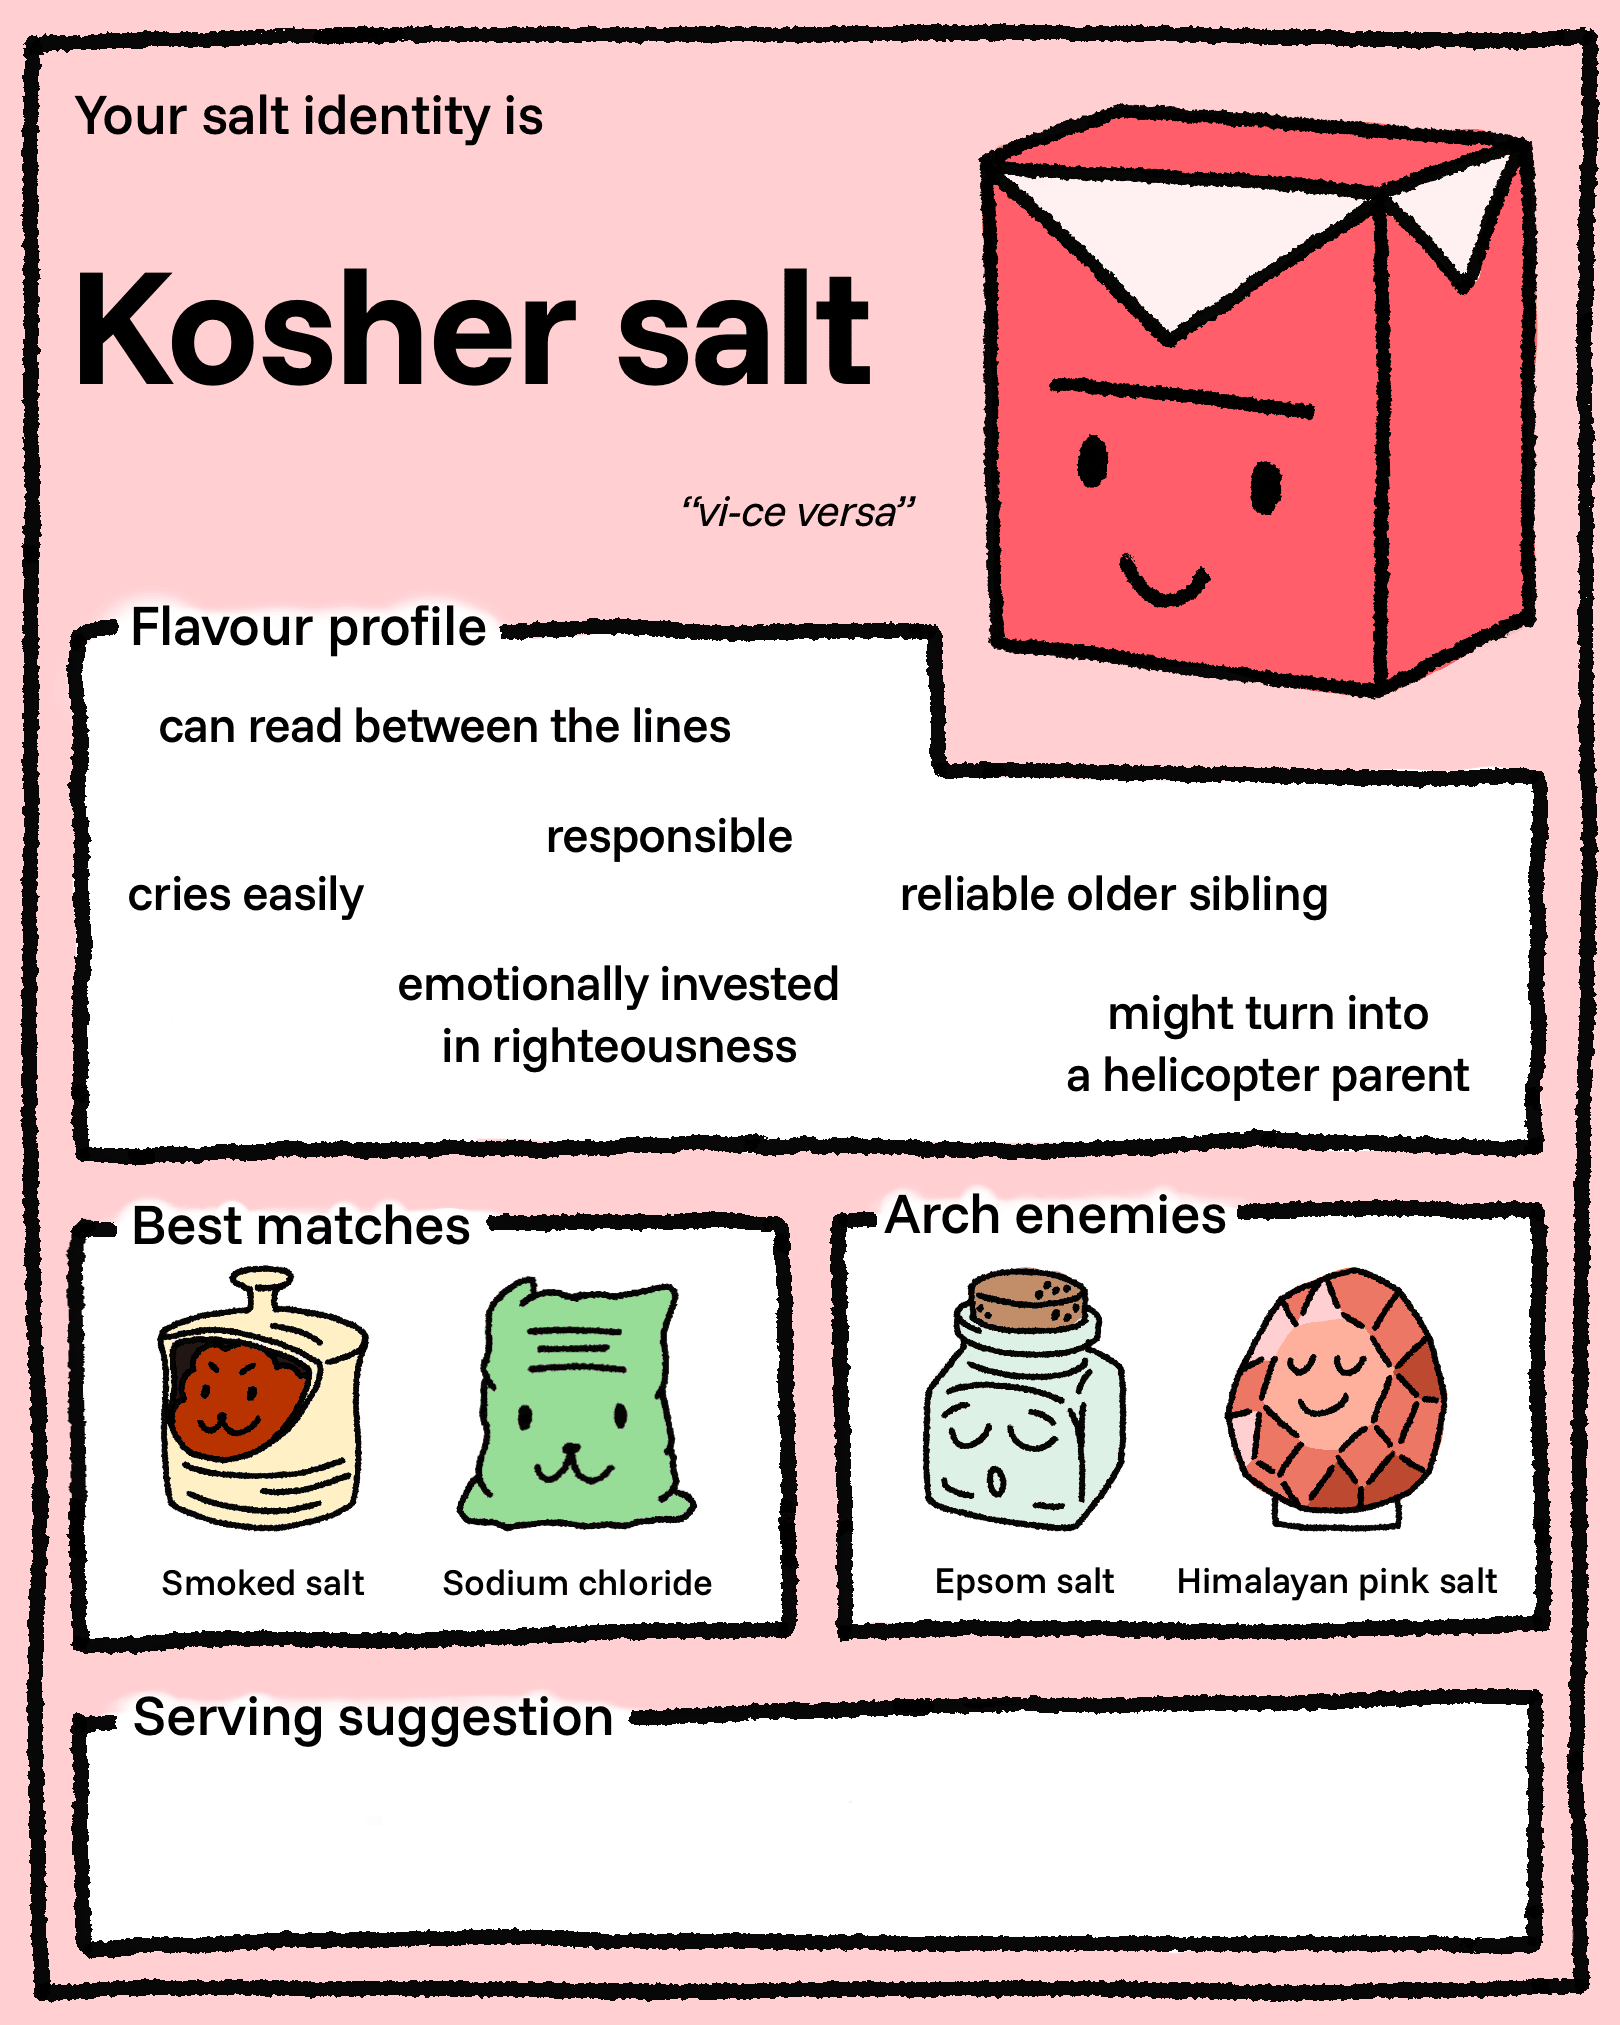 Your salt identity is
Kosher salt
“vi-ce versa”
Flavour profile
can read between the lines
responsible
cries easily
reliable older sibling
emotionally invested
in righteousness
might turn into
a helicopter parent
Best matches
Smoked salt
Sodium chloride
Arch enemies
Epsom salt
Himalayan pink salt
Serving suggestion